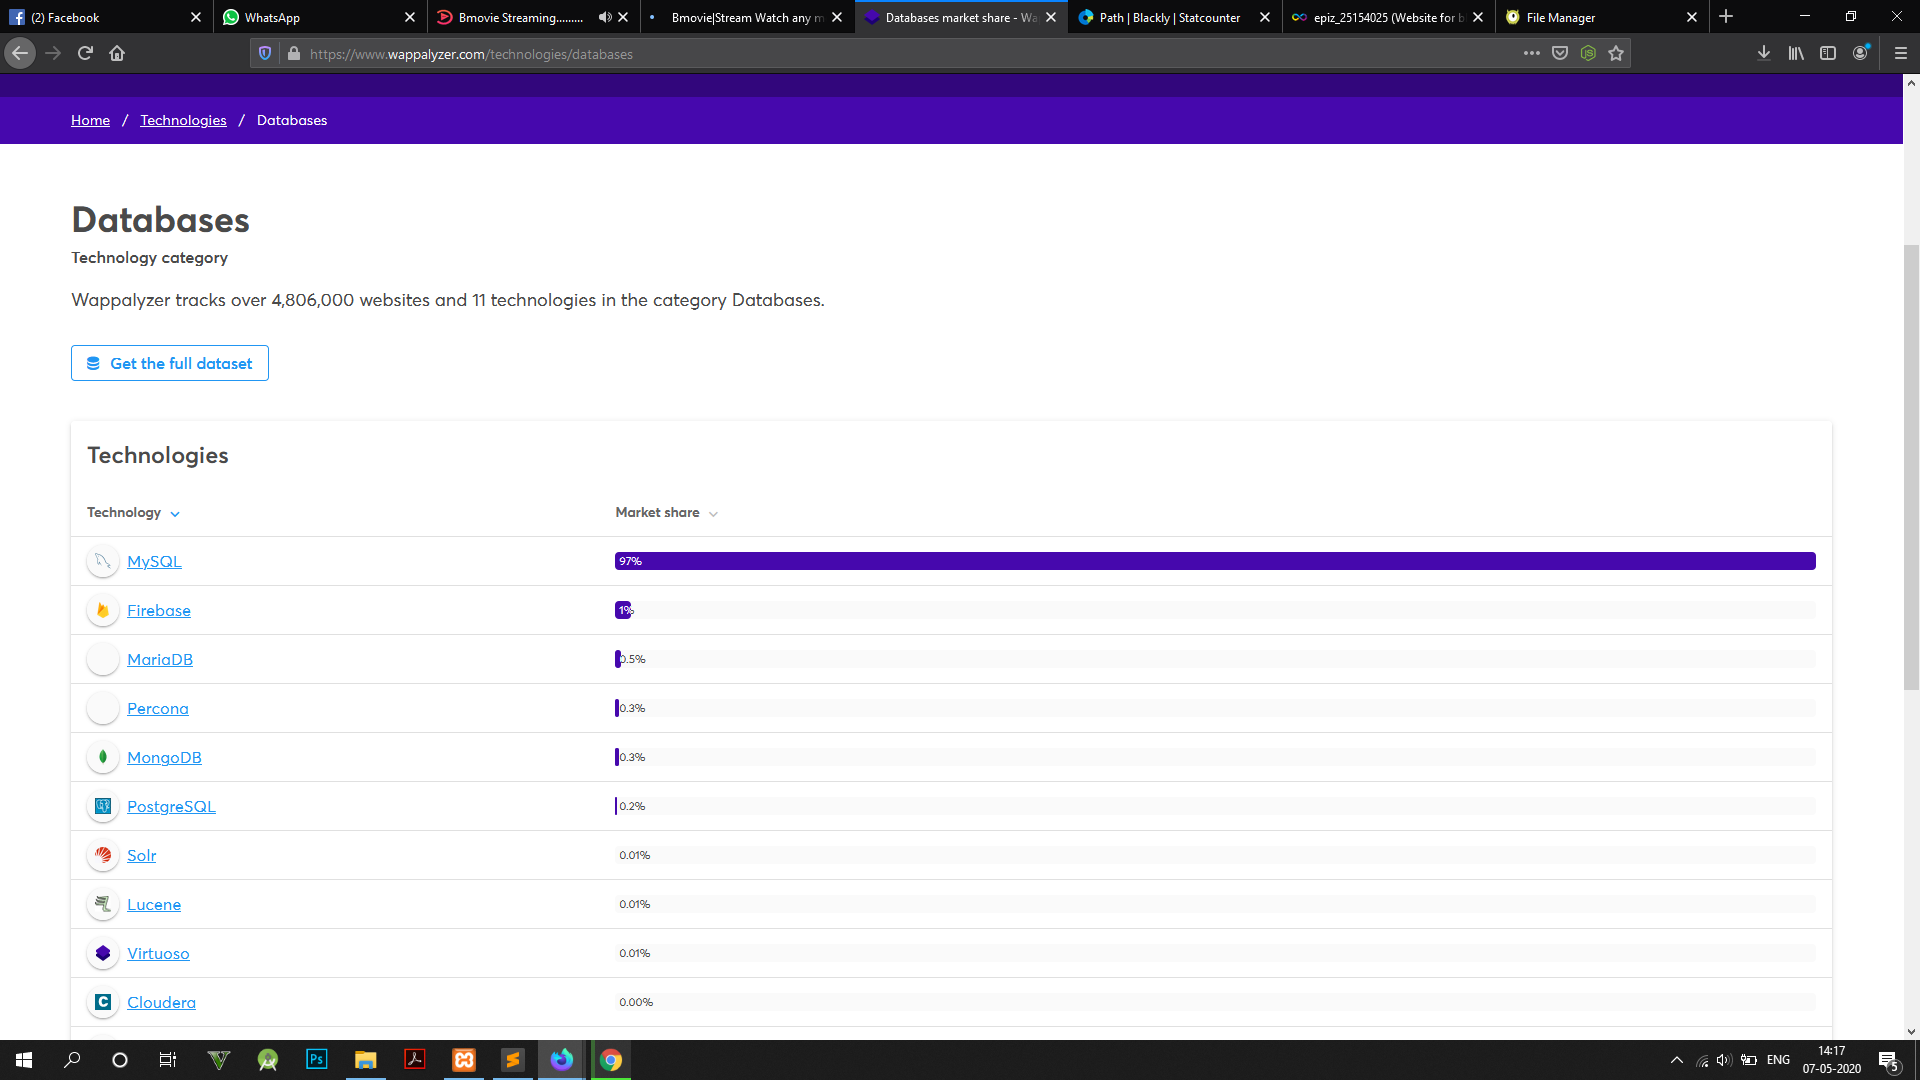 (2) Facebook
WhatsApp
Bmovie Streaming.........
Bmovie|Stream Watch any m
Databases market share - Wa
Path | Blackly | Statcounter
epiz_25154025 (Website for b
File Manager
https://www.wappalyzer.com/technologies/databases
Home / Technologies / Databases
Databases
Technology category
Wappalyzer tracks over 4,806,000 websites and 11 technologies in the category Databases.
Get the full dataset
Technologies
Technology Market share
MySQL 97%
Firebase 1%
MariaDB 0.5%
Percona 0.3%
MongoDB 0.3%
PostgreSQL 0.2%
Solr 0.01%
Lucene 0.01%
Virtuoso 0.01%
Cloudera 0.00%
Ps
ENG
14:17
07-05-2020
5